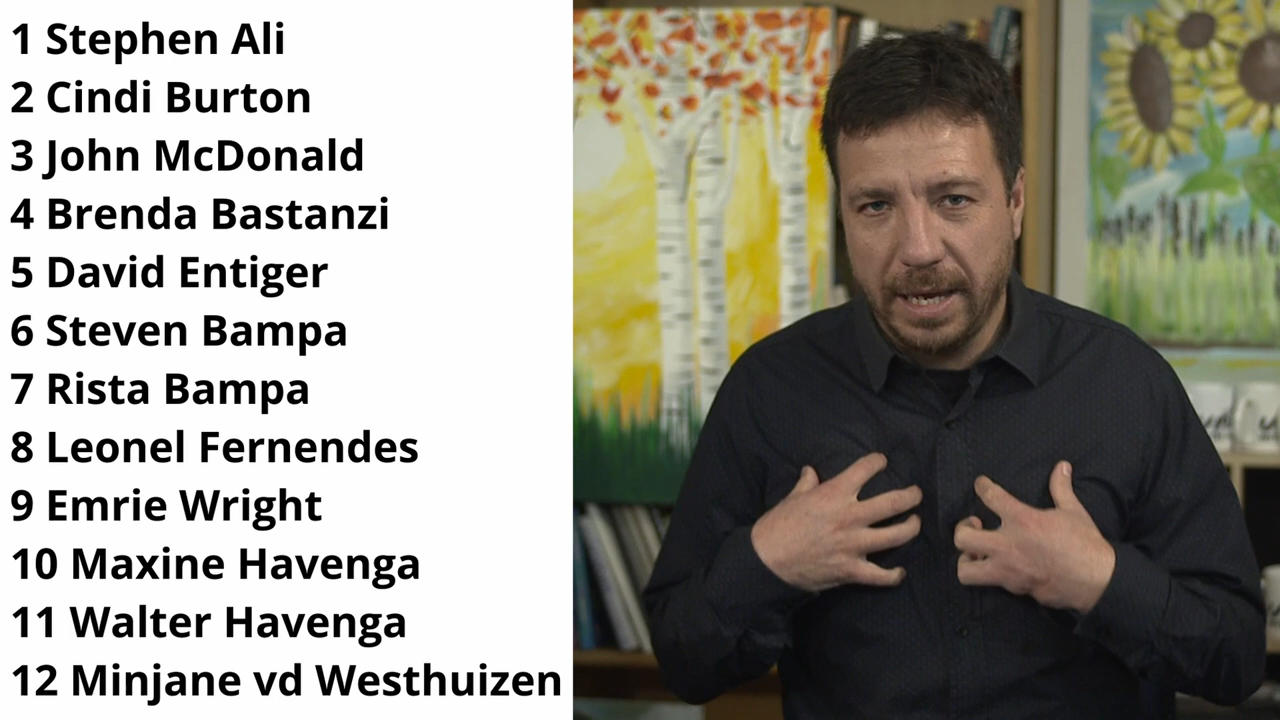 1 Stephen Ali
2 Cindi Burton
3 John McDonald
4 Brenda Bastanzi
5 David Entiger
6 Steven Bampa
7 Rista Bampa
8 Leonel Fernendes
9 Emrie Wright
10 Maxine Havenga
11 Walter Havenga
12 Minjane vd Westhuizen